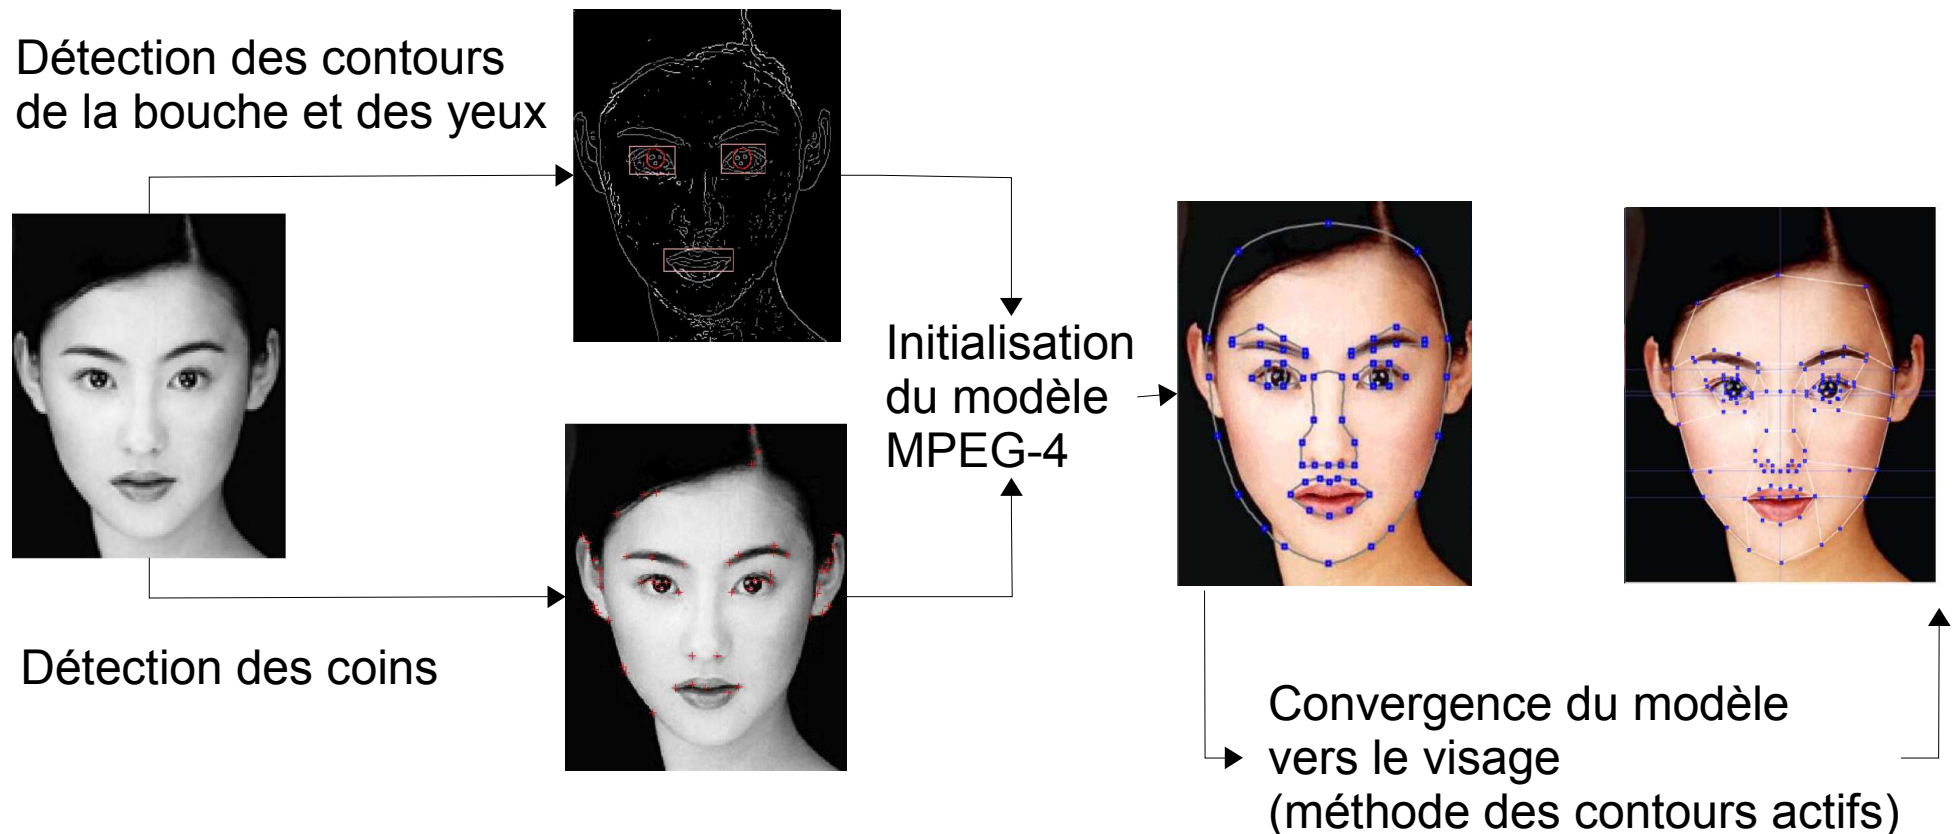 Détection des contours
de la bouche et des yeux
Initialisation
du modèle
MPEG-4
Détection des coins
Convergence du modèle
vers le visage
(méthode des contours actifs)